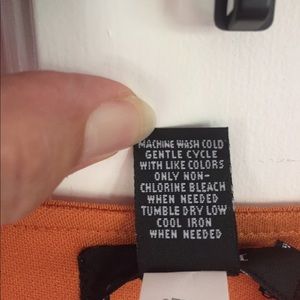 MACHINE WASH COLD
GENTLE CYCLE
WITH LIKE COLORS
ONLY NON-
CHLORINE BLEACH
WHEN NEEDED
TUMBLE DRY LOW
COOL IRON
WHEN NEEDED